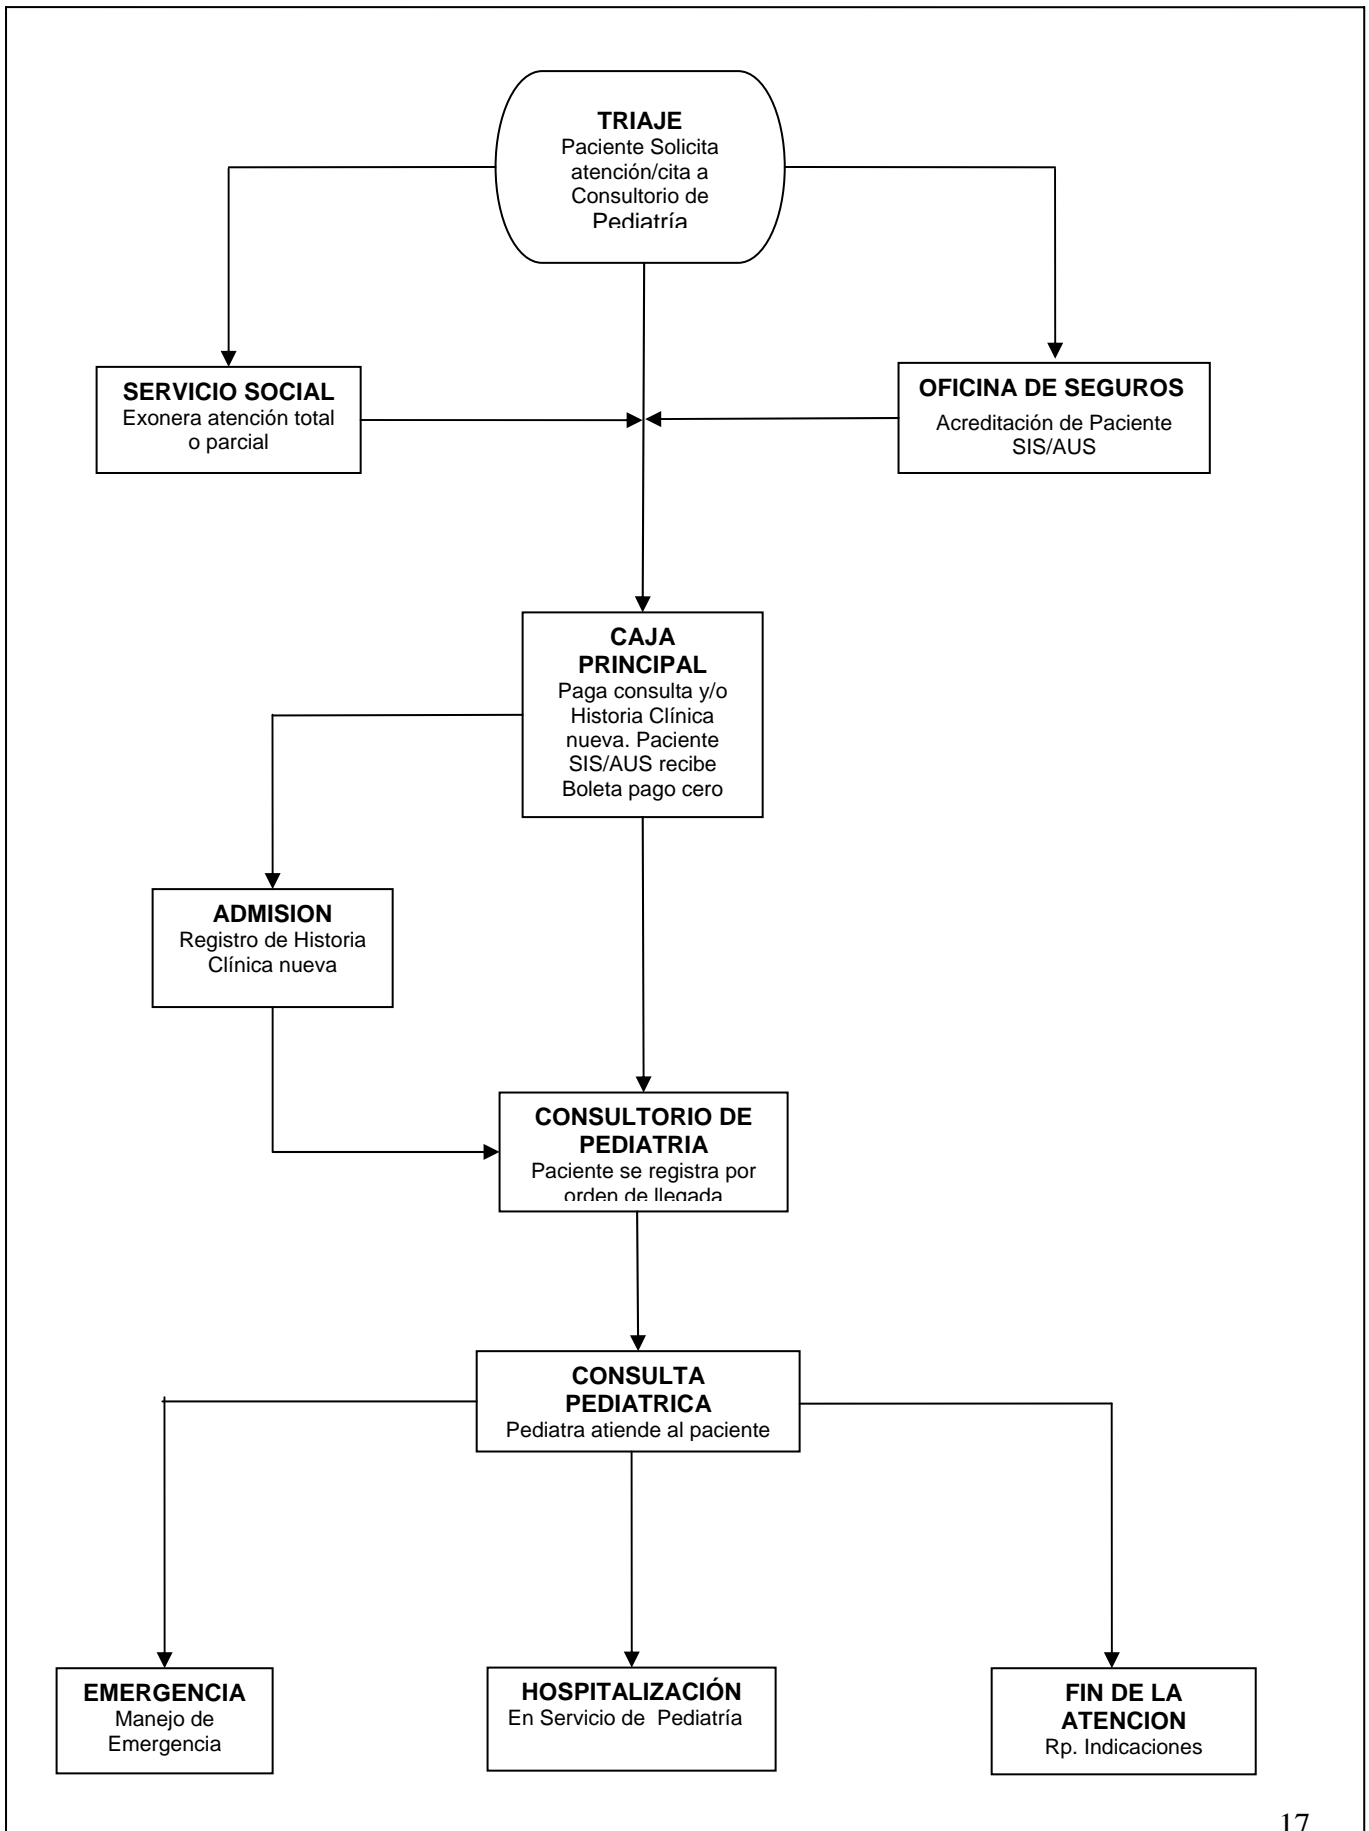 TRIAJE
Paciente Solicita
atención/cita a
Consultorio de
Pediatría
SERVICIO SOCIAL
Exonera atención total
o parcial
OFICINA DE SEGUROS
Acreditación de Paciente
SIS/AUS
CAJA
PRINCIPAL
Paga consulta y/o
Historia Clínica
nueva. Paciente
SIS/AUS recibe
Boleta pago cero
ADMISION
Registro de Historia
Clínica nueva
CONSULTORIO DE
PEDIATRIA
Paciente se registra por
orden de llegada
CONSULTA
PEDIATRICA
Pediatra atiende al paciente
EMERGENCIA
Manejo de
Emergencia
HOSPITALIZACIÓN
En Servicio de Pediatría
FIN DE LA
ATENCION
Rp. Indicaciones
17